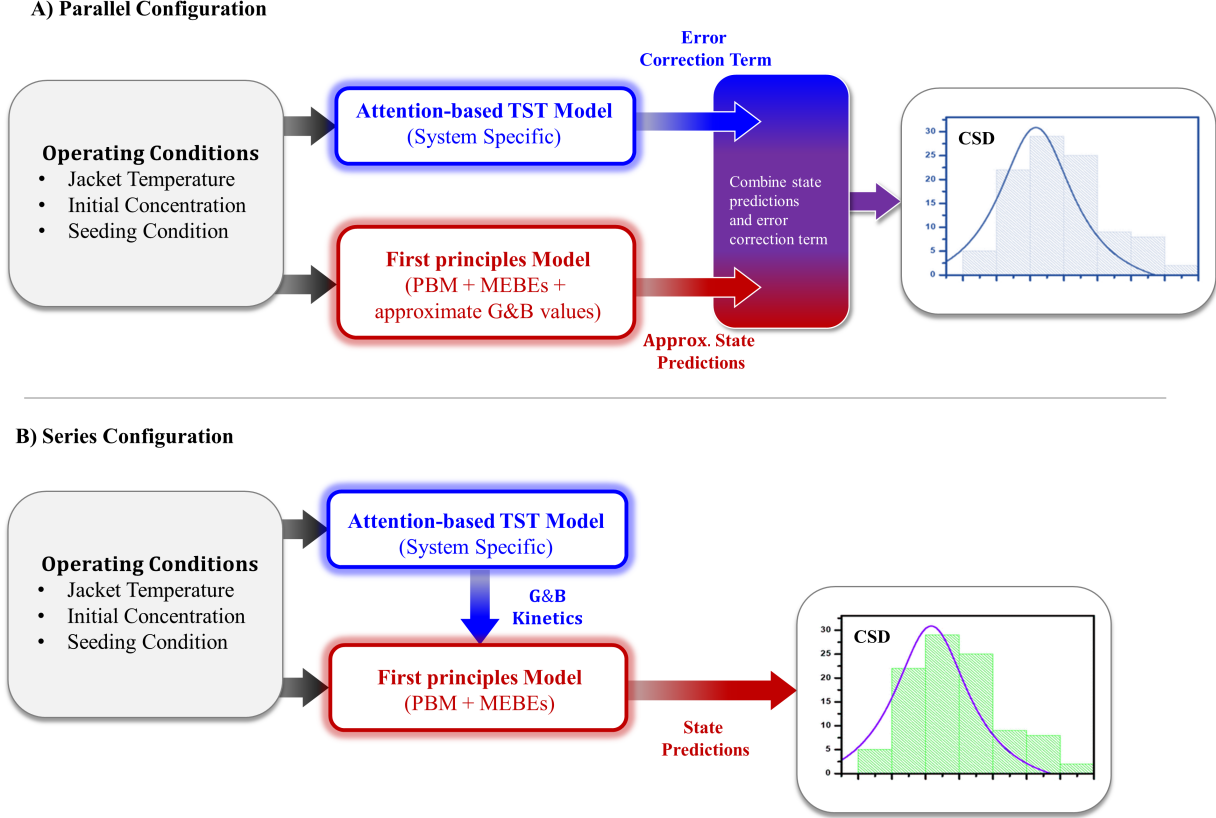 A) Parallel Configuration
Error
Correction Term
Operating Conditions
• Jacket Temperature
• Initial Concentration
• Seeding Condition
Attention-based TST Model
(System Specific)
First principles Model
(PBM + MEBEs +
approximate G&B values)
Combine state
predictions
and error
correction term
Approx. State
Predictions
CSD
30
25
20
15
10
5
0
B) Series Configuration
Operating Conditions
• Jacket Temperature
• Initial Concentration
• Seeding Condition
Attention-based TST Model
(System Specific)
G&B
Kinetics
First principles Model
(PBM + MEBEs)
State
Predictions
CSD
30
25
20
15
10
5
0